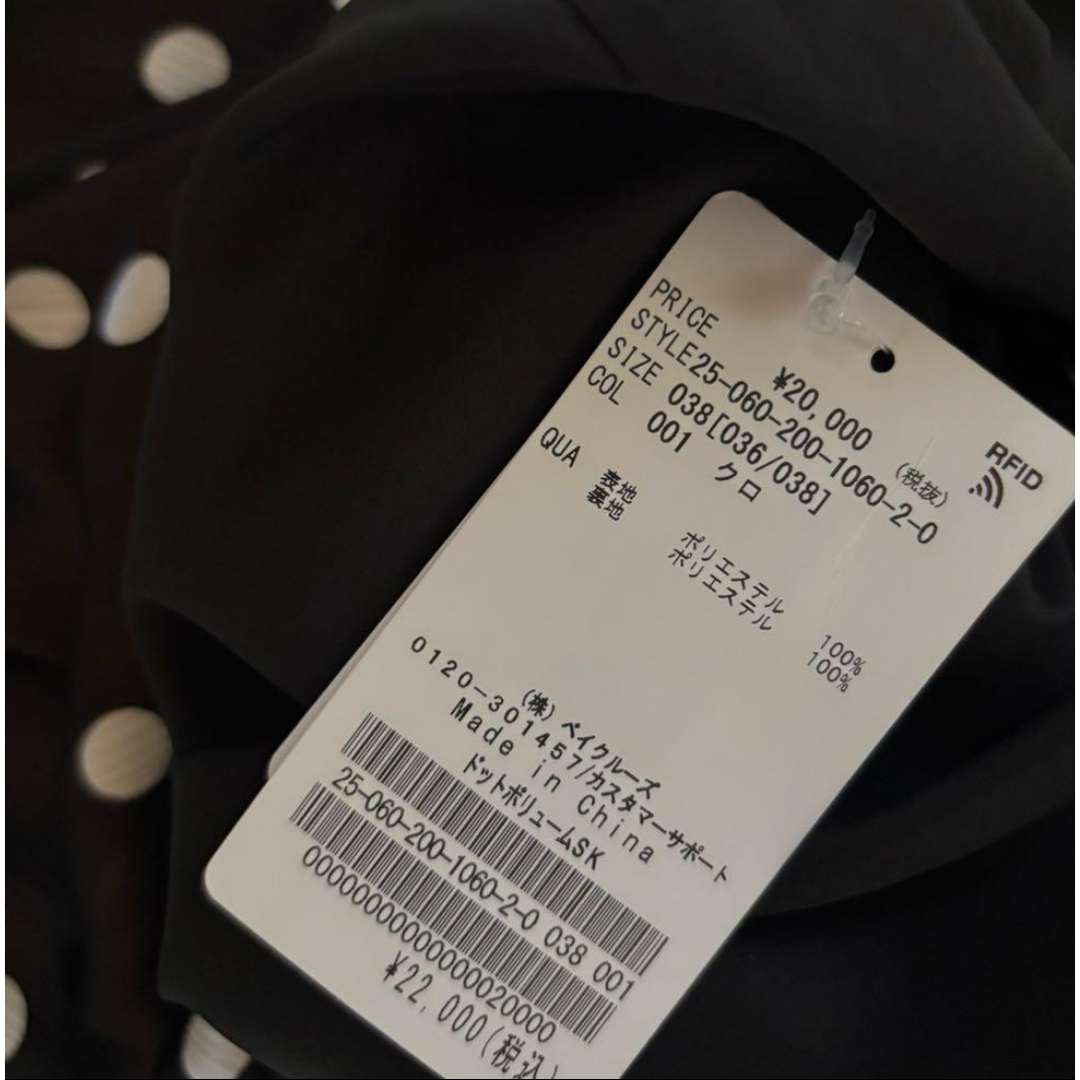 PRICE ¥20,000 (税抜)
STYLE25-060-200-1060-2-0
SIZE 038[036/038]
COL 001 クロ
RFID
QUA 表地 ポリエステル 100%
裏地 ポリエステル 100%
(株)ベイクルーズ
0120-301457/カスタマーサポート
Made in China
ドットボリュームSK
25-060-200-1060-2-0 038 001
000000000000000020000
¥22,000(税込)